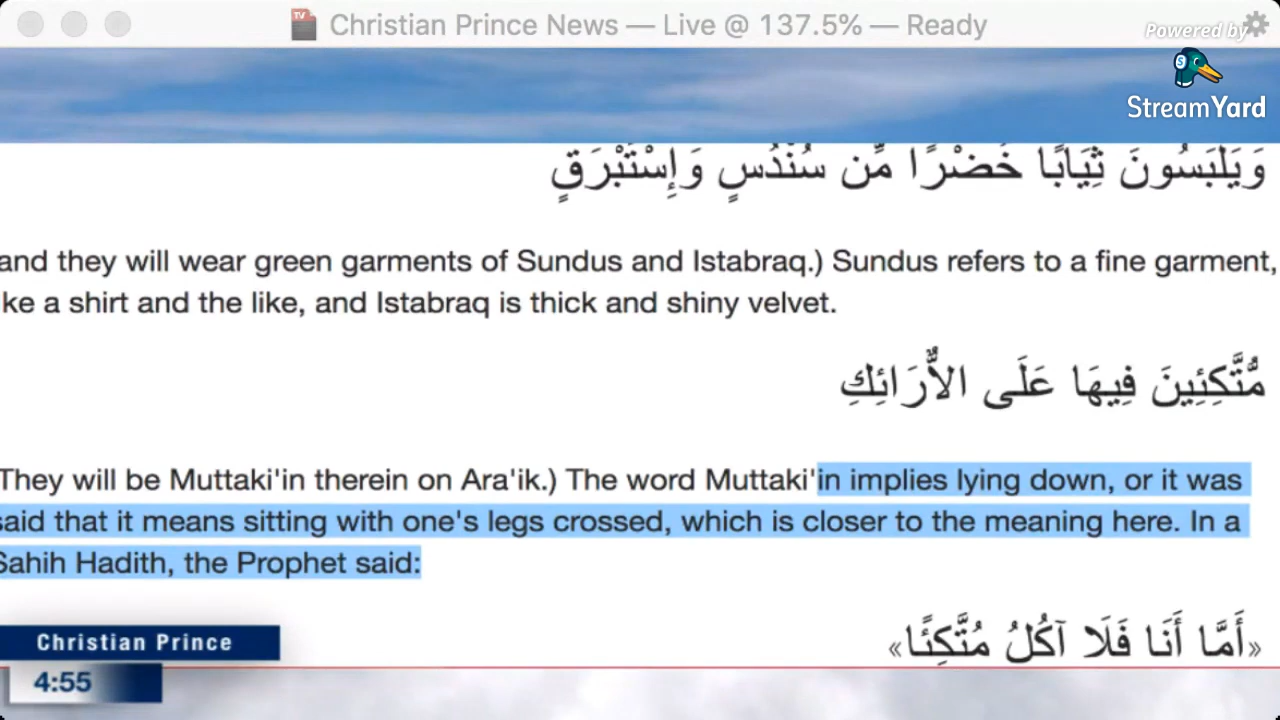 Christian Prince News — Live @ 137.5% — Ready
Powered by
StreamYard
وَيَلْبَسُونَ ثِيَابًا خُضْرًا مِّن سُنْدُسٍ وَإِسْتَبْرَقٍ
and they will wear green garments of Sundus and Istabraq.) Sundus refers to a fine garment,
ke a shirt and the like, and Istabraq is thick and shiny velvet.
مُّتَّكِئِينَ فِيهَا عَلَى الاٌّرَائِكِ
They will be Muttaki'in therein on Ara'ik.) The word Muttaki'in implies lying down, or it was
said that it means sitting with one's legs crossed, which is closer to the meaning here. In a
Sahih Hadith, the Prophet said:
«أَمَّا أَنَا فَلَا آكُلُ مُتَّكِئًا»
Christian Prince
4:55